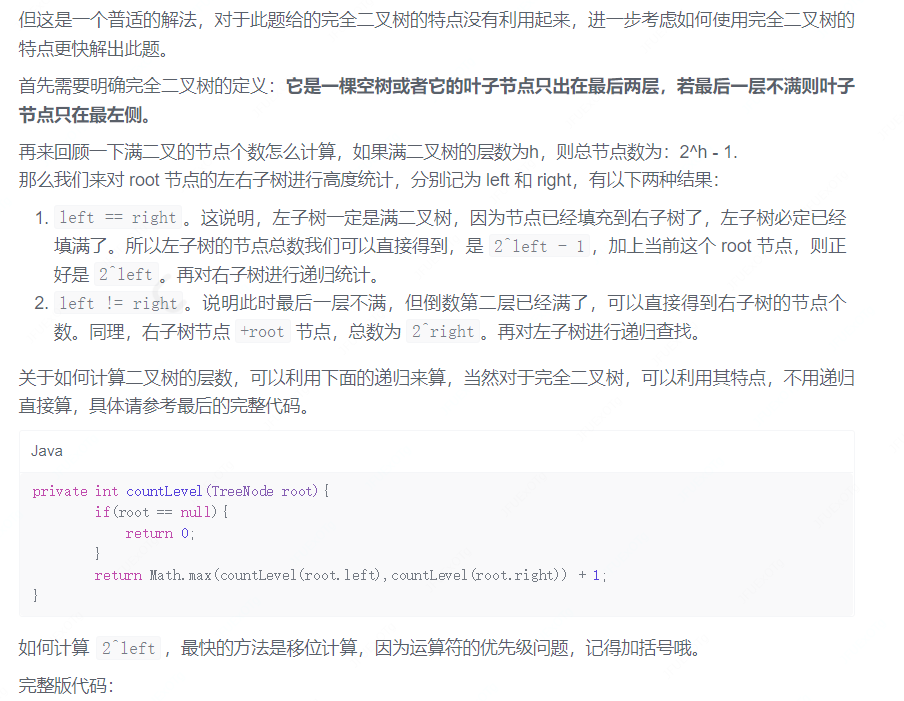 但这是一个普适的解法，对于此题给的完全二叉树的特点没有利用起来，进一步考虑如何使用完全二叉树的
特点更快解出此题。
首先需要明确完全二叉树的定义：它是一棵空树或者它的叶子节点只出在最后两层，若最后一层不满则叶子
节点只在最左侧。
再来回顾一下满二叉的节点个数怎么计算，如果满二叉树的层数为h，则总节点数为：2^h - 1.
那么我们来对 root 节点的左右子树进行高度统计，分别记为 left 和 right，有以下两种结果：
1. left == right 。这说明，左子树一定是满二叉树，因为节点已经填充到右子树了，左子树必定已经
填满了。所以左子树的节点总数我们可以直接得到，是 2^left - 1 ，加上当前这个 root 节点，则正
好是 2^left 。再对右子树进行递归统计。
2. left != right 。说明此时最后一层不满，但倒数第二层已经满了，可以直接得到右子树的节点个
数。同理，右子树节点 +root 节点，总数为 2^right 。再对左子树进行递归查找。
关于如何计算二叉树的层数，可以利用下面的递归来算，当然对于完全二叉树，可以利用其特点，不用递归
直接算，具体请参考最后的完整代码。
Java
private int countLevel(TreeNode root){
        if(root == null){
            return 0;
        }
        return Math.max(countLevel(root.left),countLevel(root.right)) + 1;
}
如何计算 2^left ，最快的方法是移位计算，因为运算符的优先级问题，记得加括号哦。
完整版代码：